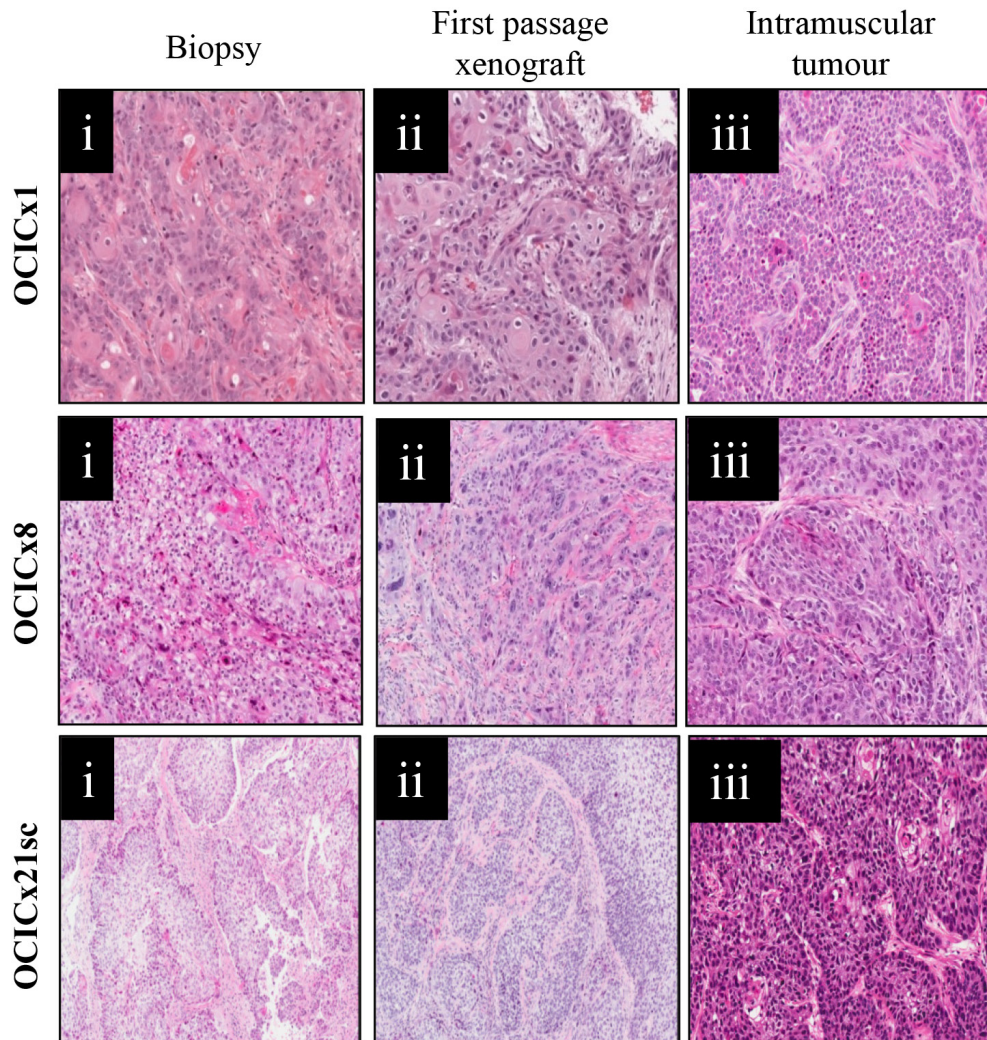 Biopsy
First passage
xenograft
Intramuscular
tumour
OCICx1
i
ii
iii
OCICx8
i
ii
iii
OCICx21sc
i
ii
iii